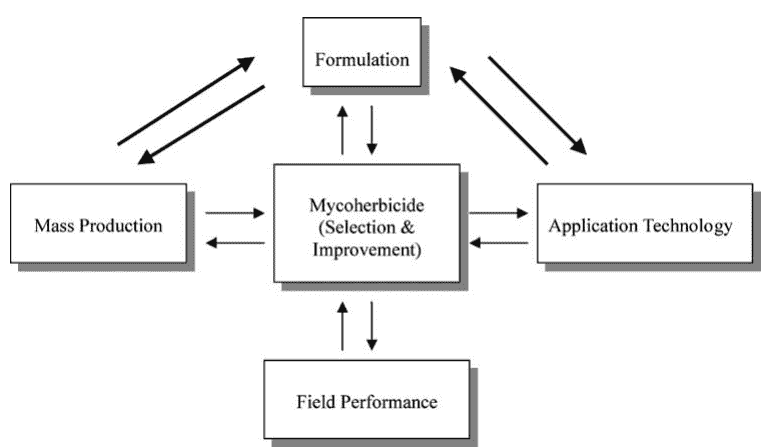 Formulation
Mass Production
Mycoherbicide
(Selection &
Improvement)
Application Technology
Field Performance